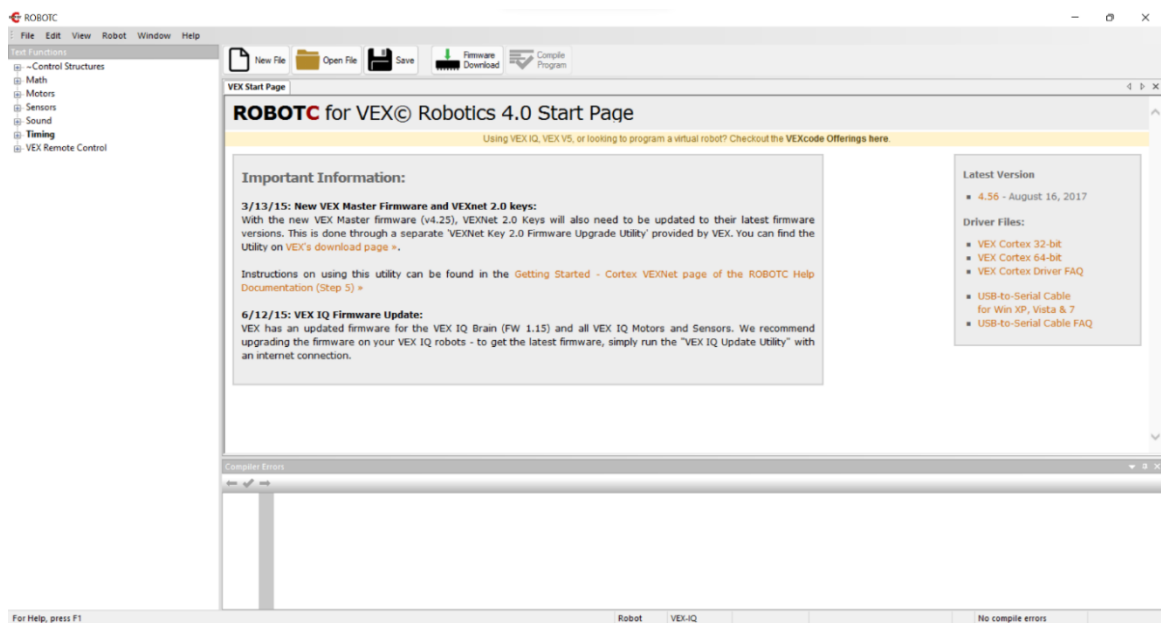 ROBOTC
File Edit View Robot Window Help
Text Functions
~Control Structures
Math
Motors
Sensors
Sound
Timing
VEX Remote Control
New File Open File Save Firmware Download Compile Program
VEX Start Page
ROBOTC for VEX© Robotics 4.0 Start Page
Using VEX IQ, VEX V5, or looking to program a virtual robot? Checkout the VEXcode Offerings here.
Important Information:
3/13/15: New VEX Master Firmware and VEXnet 2.0 keys:
With the new VEX Master firmware (v4.25), VEXNet 2.0 Keys will also need to be updated to their latest firmware
versions. This is done through a separate 'VEXNet Key 2.0 Firmware Upgrade Utility' provided by VEX. You can find the
Utility on VEX's download page ».
Instructions on using this utility can be found in the Getting Started - Cortex VEXNet page of the ROBOTC Help
Documentation (Step 5) »
6/12/15: VEX IQ Firmware Update:
VEX has an updated firmware for the VEX IQ Brain (FW 1.15) and all VEX IQ Motors and Sensors. We recommend
upgrading the firmware on your VEX IQ robots - to get the latest firmware, simply run the "VEX IQ Update Utility" with
an internet connection.
Latest Version
4.56 - August 16, 2017
Driver Files:
VEX Cortex 32-bit
VEX Cortex 64-bit
VEX Cortex Driver FAQ
USB-to-Serial Cable
for Win XP, Vista & 7
USB-to-Serial Cable FAQ
Compiler Errors
For Help, press F1
Robot VEX-IQ
No compile errors